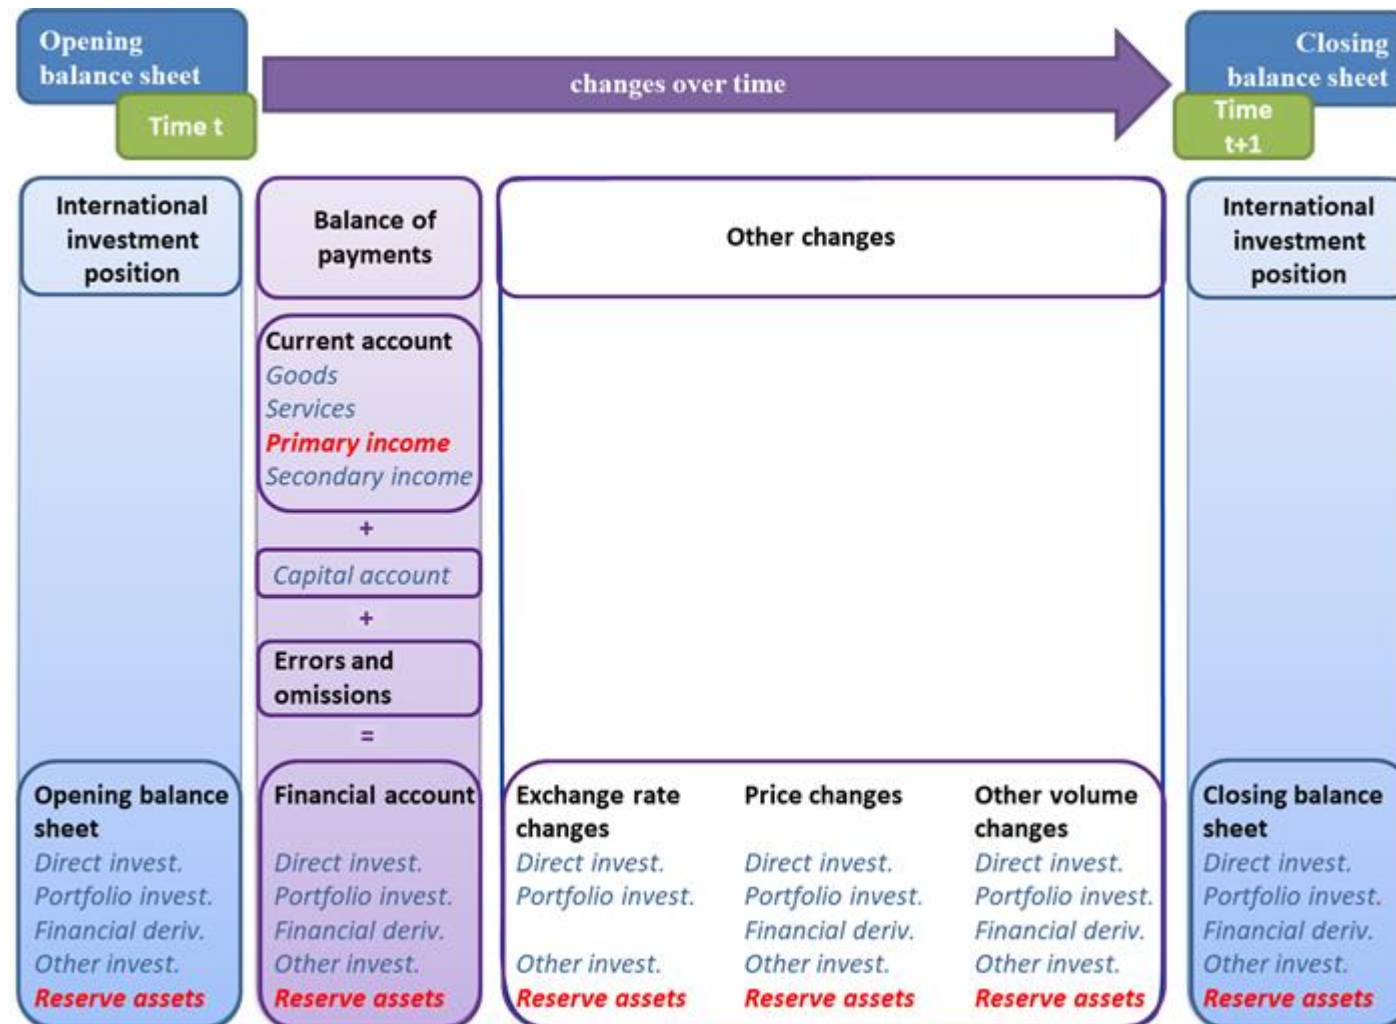 Opening
balance sheet
Time t
changes over time
Closing
balance sheet
Time
t+1
International
investment
position
Balance of
payments
Other changes
International
investment
position
Current account
Goods
Services
Primary income
Secondary income
+
Capital account
+
Errors and
omissions
=
Opening balance
sheet
Direct invest.
Portfolio invest.
Financial deriv.
Other invest.
Reserve assets
Financial account
Direct invest.
Portfolio invest.
Financial deriv.
Other invest.
Reserve assets
Exchange rate
changes
Direct invest.
Portfolio invest.
Other invest.
Reserve assets
Price changes
Direct invest.
Portfolio invest.
Financial deriv.
Other invest.
Reserve assets
Other volume
changes
Direct invest.
Portfolio invest.
Financial deriv.
Other invest.
Reserve assets
Closing balance
sheet
Direct invest.
Portfolio invest.
Financial deriv.
Other invest.
Reserve assets